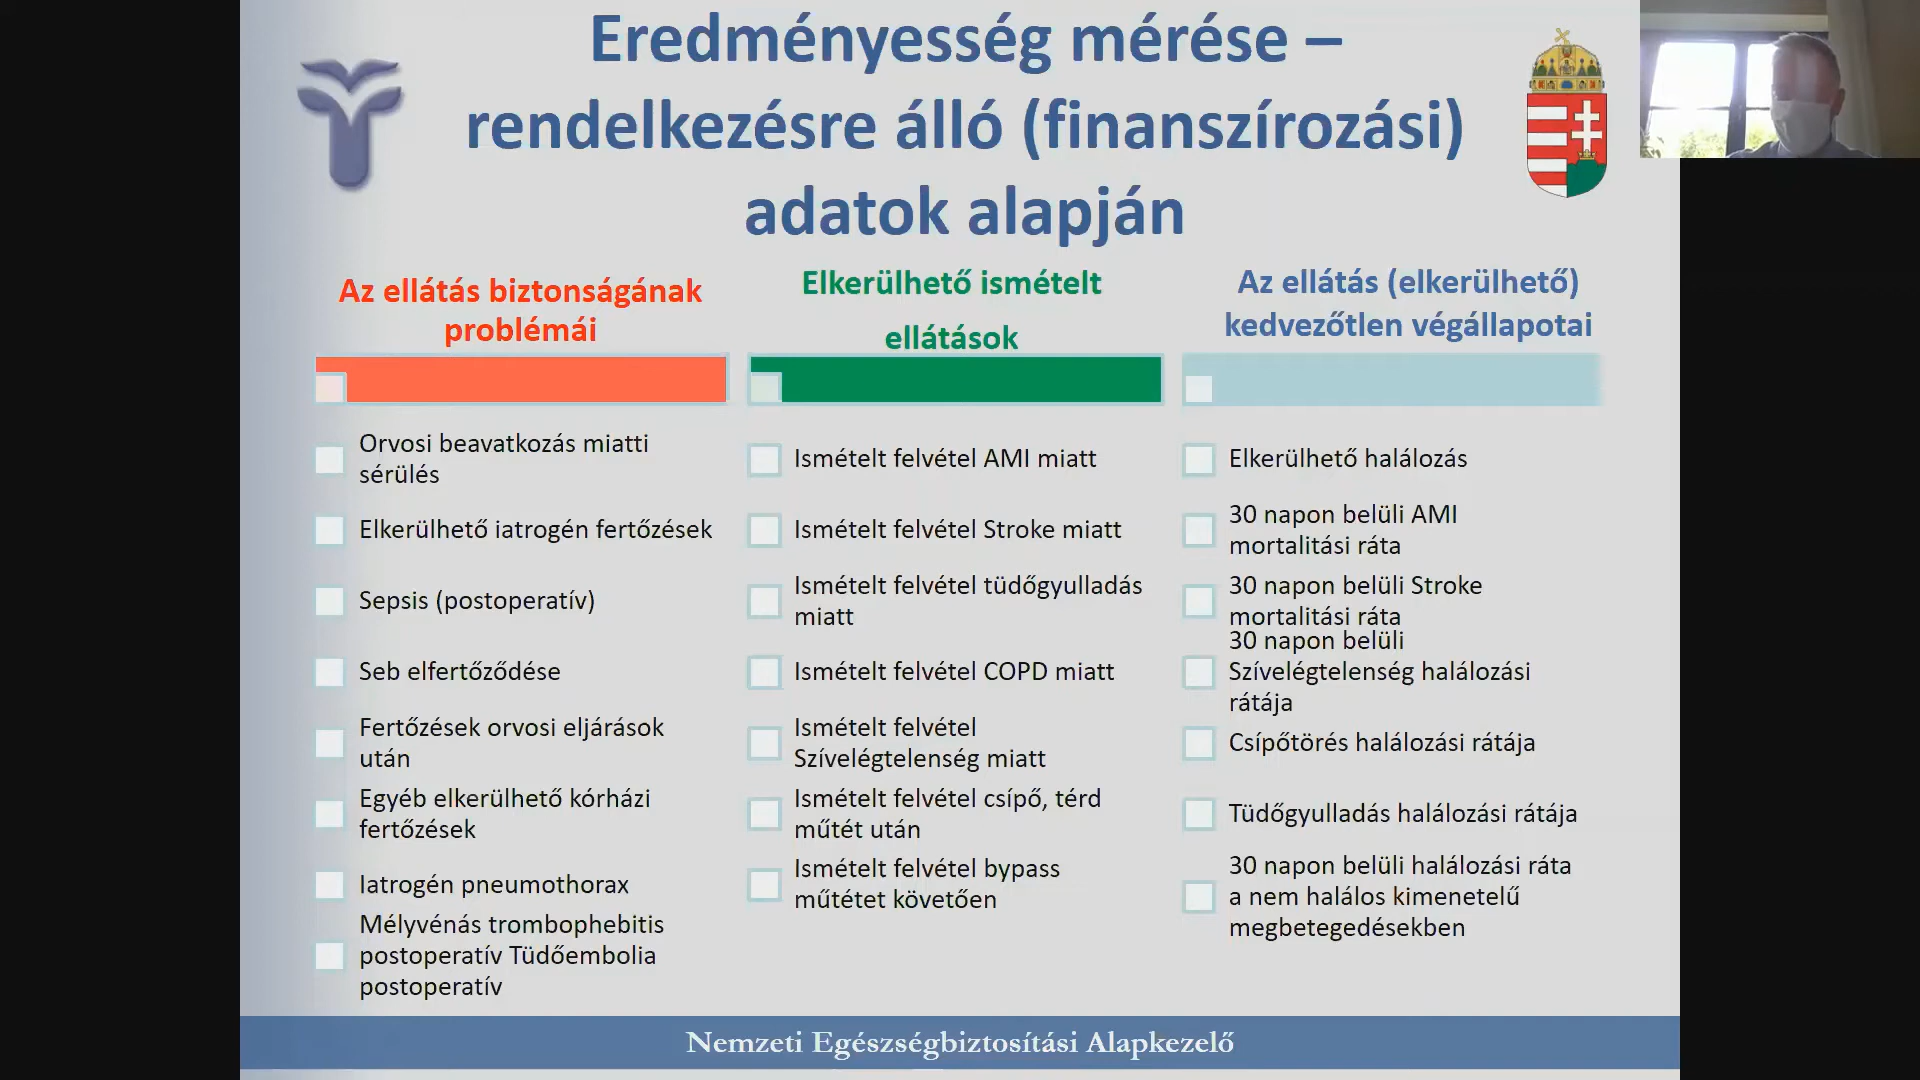 Eredményesség mérése –
rendelkezésre álló (finanszírozási)
adatok alapján
Az ellátás biztonságának
problémái
Orvosi beavatkozás miatti
sérülés
Elkerülhető iatrogén fertőzések
Sepsis (postoperatív)
Seb elfertőződése
Fertőzések orvosi eljárások
után
Egyéb elkerülhető kórházi
fertőzések
Iatrogén pneumothorax
Mélyvénás trombophebitis
postoperatív Tüdőembolia
postoperatív
Elkerülhető ismételt
ellátások
Ismételt felvétel AMI miatt
Ismételt felvétel Stroke miatt
Ismételt felvétel tüdőgyulladás
miatt
Ismételt felvétel COPD miatt
Ismételt felvétel
Szívelégtelenség miatt
Ismételt felvétel csípő, térd
műtét után
Ismételt felvétel bypass
műtétet követően
Az ellátás (elkerülhető)
kedvezőtlen végállapotai
Elkerülhető halálozás
30 napon belüli AMI
mortalitási ráta
30 napon belüli Stroke
mortalitási ráta
30 napon belüli
Szívelégtelenség halálozási
rátája
Csípőtörés halálozási rátája
Tüdőgyulladás halálozási rátája
30 napon belüli halálozási ráta
a nem halálos kimenetelű
megbetegedésekben
Nemzeti Egészségbiztosítási Alapkezelő